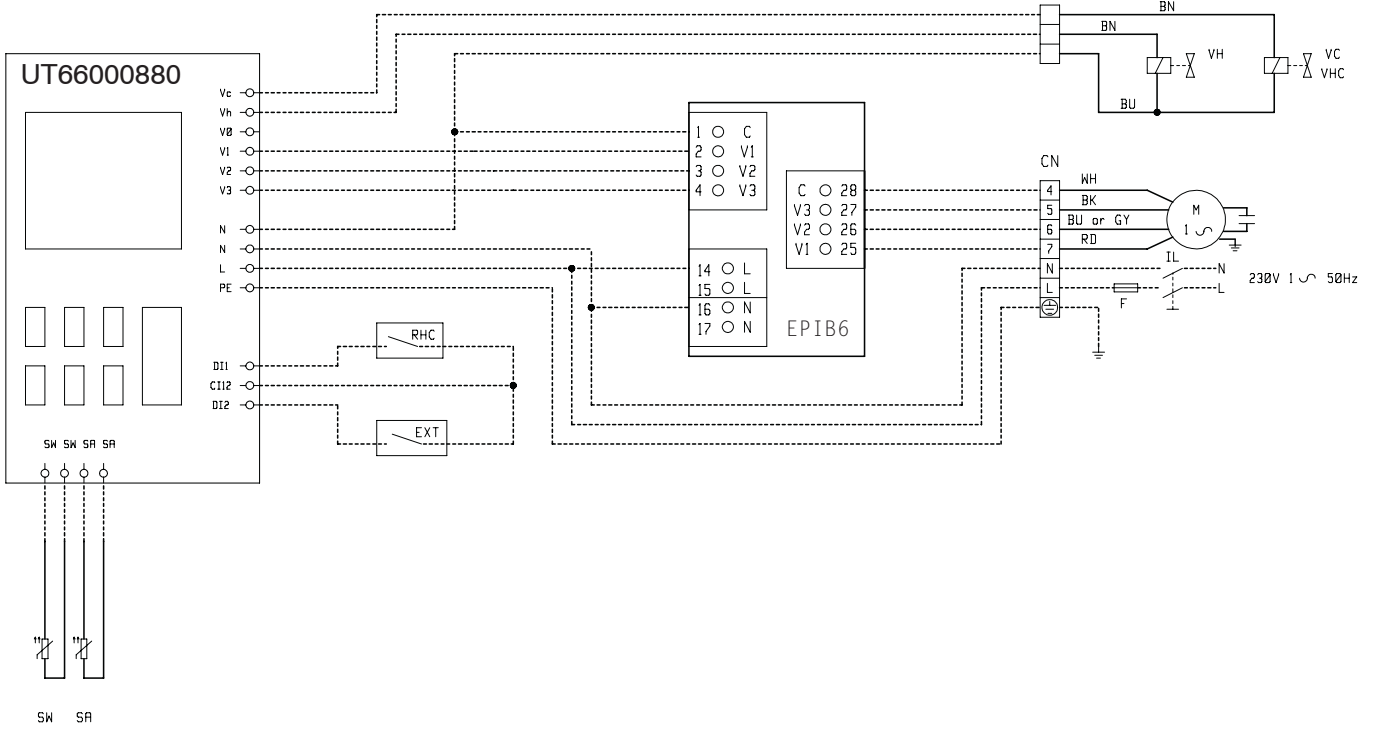 UT66000880
Vc
Vh
V0
V1
V2
V3
N
N
L
PE
DI1
CI12
DI2
SW SW SA SA
SW SA
RHC
EXT
1 C
2 V1
3 V2
4 V3
14 L
15 L
16 N
17 N
C 28
V3 27
V2 26
V1 25
EPIB6
BN
BN
VH
VC
VHC
BU
CN
4 WH
5 BK
6 BU or GY
7 RD
N
L
M
1
IL
F
N
L
230V 1 50Hz